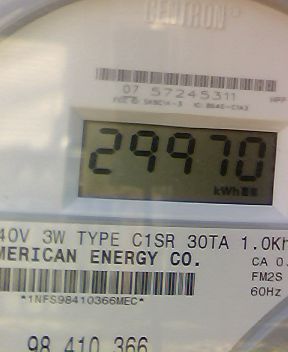 CENTRON
07 57245311
29970
kWh
40V 3W TYPE C1SR 30TA 1.0Kh
MERICAN ENERGY CO.
CA 0.
*1NFS98410366MEC*
FM2S
60Hz
98 410 366